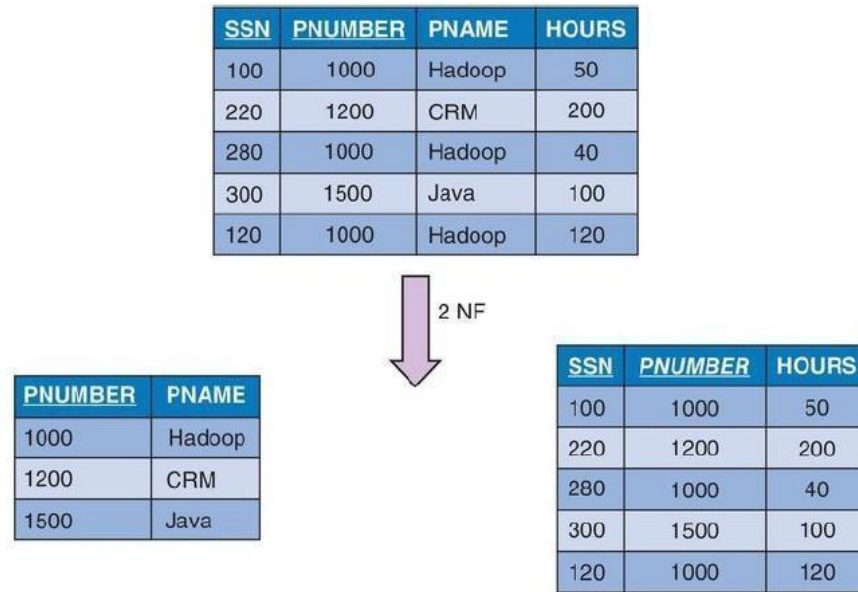 SSN PNUMBER PNAME HOURS
100 1000 Hadoop 50
220 1200 CRM 200
280 1000 Hadoop 40
300 1500 Java 100
120 1000 Hadoop 120
2 NF
PNUMBER PNAME
1000 Hadoop
1200 CRM
1500 Java
SSN PNUMBER HOURS
100 1000 50
220 1200 200
280 1000 40
300 1500 100
120 1000 120